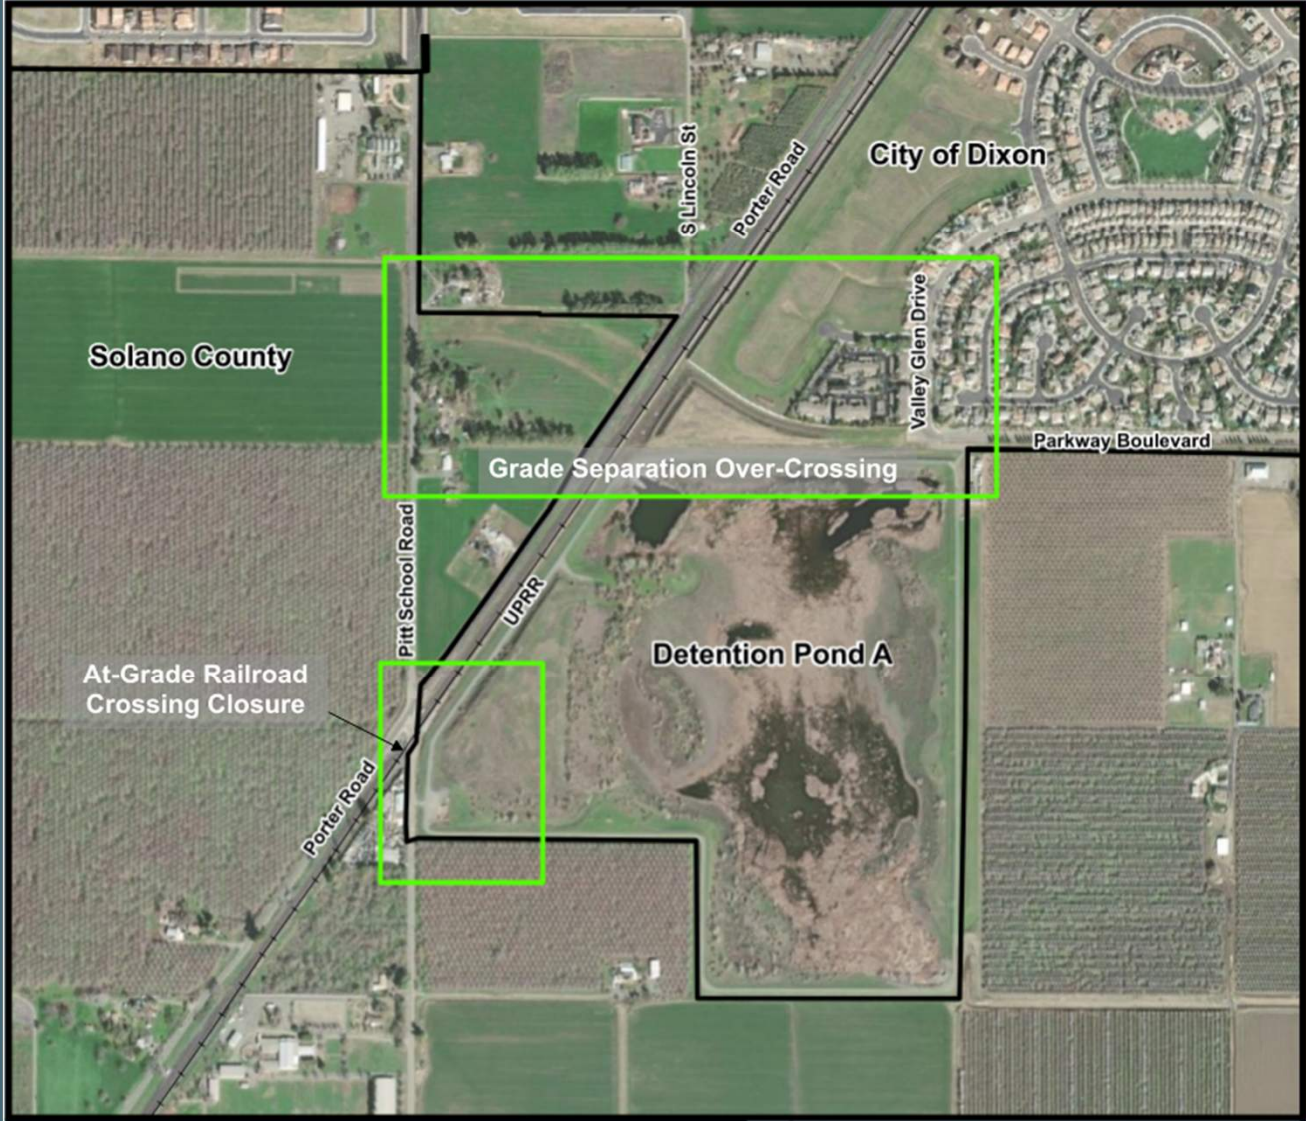 City of Dixon
S Lincoln St
Porter Road
Solano County
Valley Glen Drive
Parkway Boulevard
Grade Separation Over-Crossing
Pitt School Road
UPRR
Detention Pond A
At-Grade Railroad
Crossing Closure
Porter Road